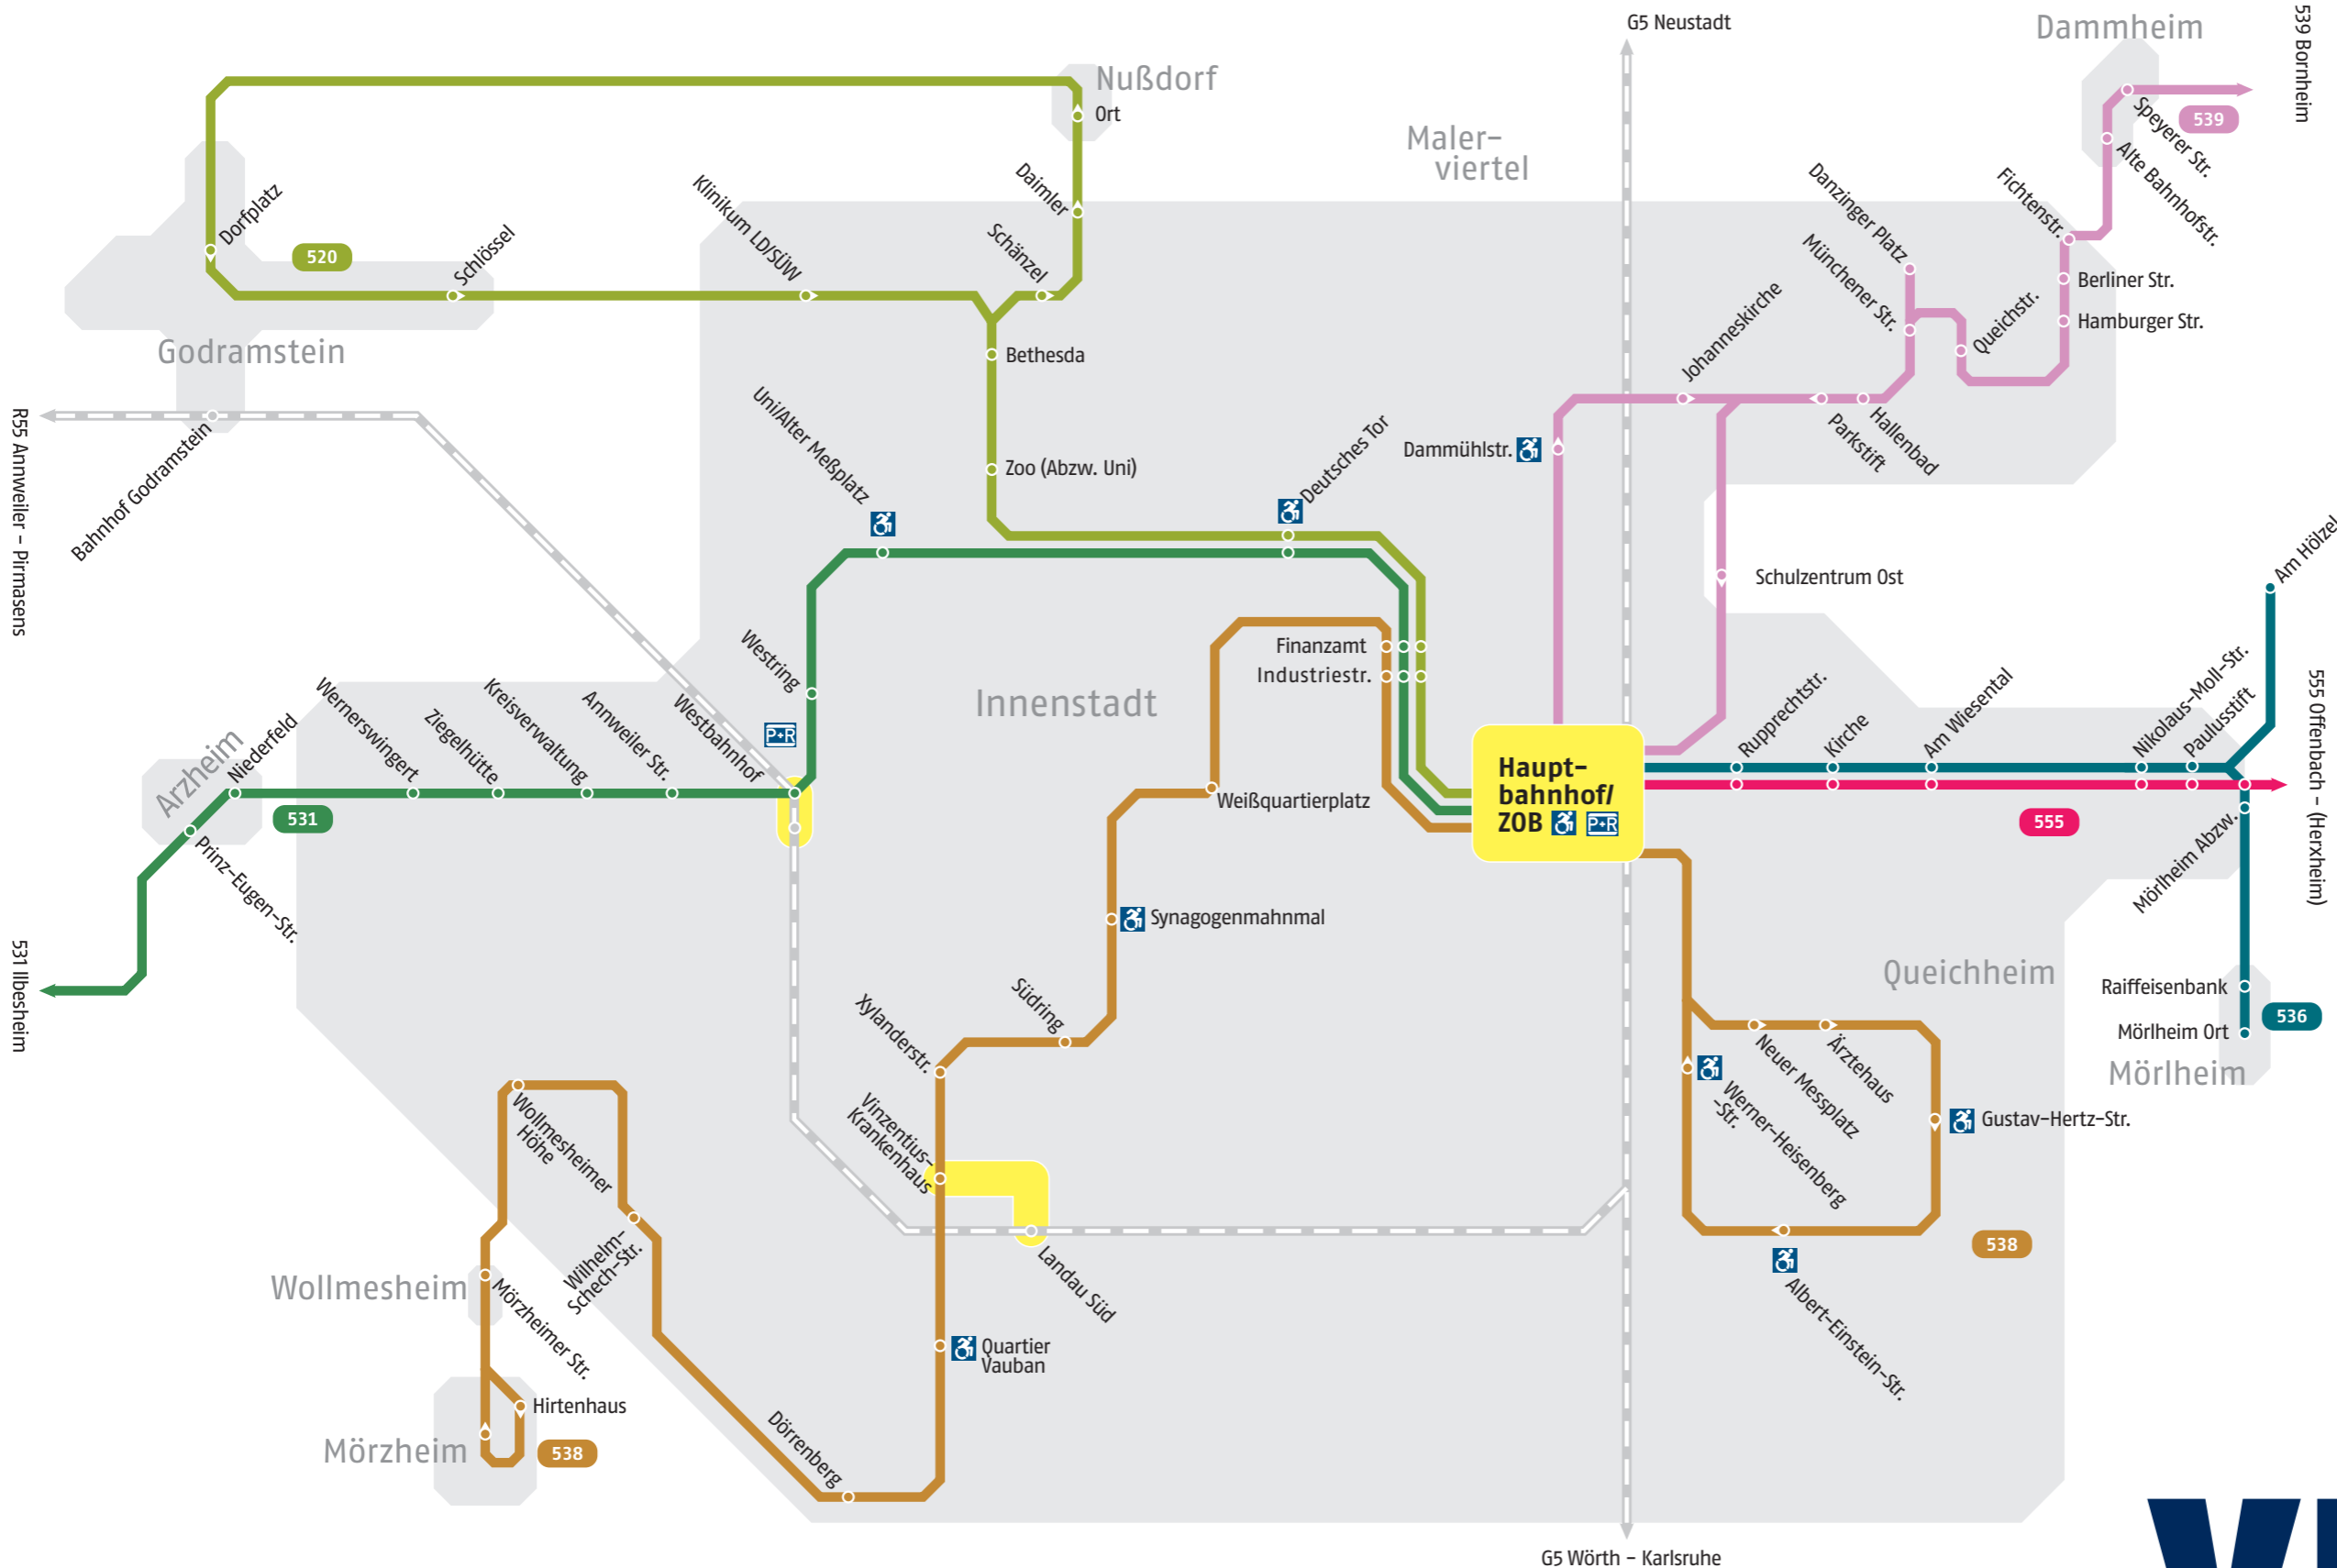 G5 Neustadt
Dammheim
539 Bornheim
Nußdorf
Ort
539
Speyerer Str.
Alte Bahnhofstr.
Maler-
viertel
Daimler
Klinikum LD/SÜW
Schänzel
Dorfplatz
520
Schlössel
Danzinger Platz
Münchener Str.
Fichtenstr.
Berliner Str.
Hamburger Str.
Queichstr.
Johanneskirche
Godramstein
Bethesda
R55 Annweiler - Pirmasens
Bahnhof Godramstein
Uni/Alter Meßplatz
Zoo (Abzw. Uni)
Deutsches Tor
Dammühlstr.
Parkstift
Hallenbad
Schulzentrum Ost
Am Hölzel
Westring
Finanzamt
Industriestr.
Innenstadt
P+R
Arzheim
Niederfeld
Wernerswingert
Ziegelhütte
Kreisverwaltung
Annweiler Str.
Westbahnhof
531
Prinz-Eugen-Str.
531 Ilbesheim
Weißquartierplatz
Haupt-
bahnhof/
ZOB P+R
Rupprechtstr.
Kirche
Am Wiesental
Nikolaus-Moll-Str.
Paulusstift
555
555 Offenbach - (Herxheim)
Mörlheim Abzw.
Synagogenmahnmal
Südring
Xylanderstr.
Vinzentius-
Krankenhaus
Queichheim
Raiffeisenbank
Mörlheim Ort
536
Mörlheim
Neuer Messplatz
Ärztehaus
Werner-Heisenberg
-Str.
Gustav-Hertz-Str.
538
Albert-Einstein-Str.
Landau Süd
Wollmesheimer
Höhe
Wilhelm-
Schech-Str.
Wollmesheim
Mörzheimer Str.
Quartier
Vauban
Hirtenhaus
Mörzheim
538
Dörrenberg
G5 Wörth - Karlsruhe